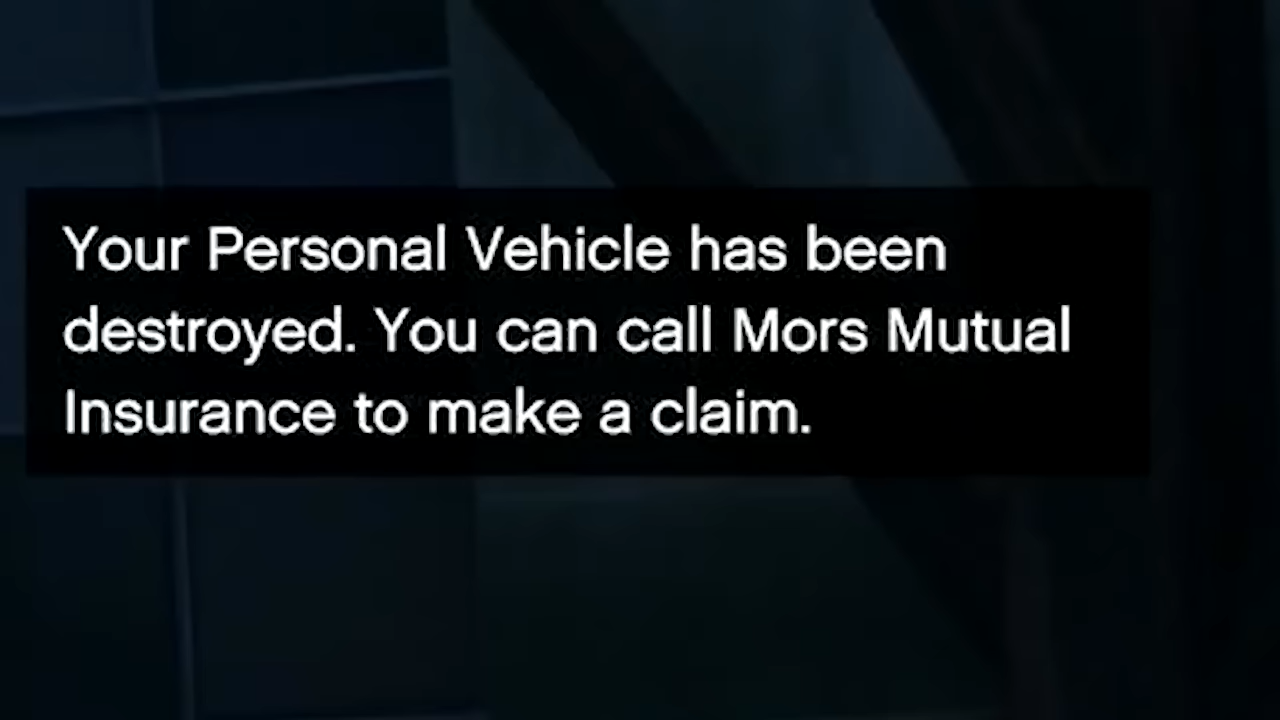 Your Personal Vehicle has been
destroyed. You can call Mors Mutual
Insurance to make a claim.